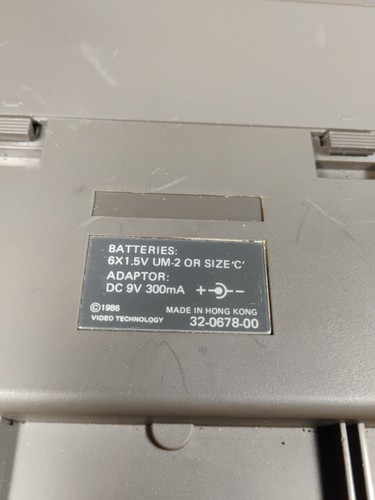 BATTERIES:
6X1.5V UM-2 OR SIZE'C'
ADAPTOR:
DC 9V 300mA + -
©1986 MADE IN HONG KONG
VIDEO TECHNOLOGY 32-0678-00